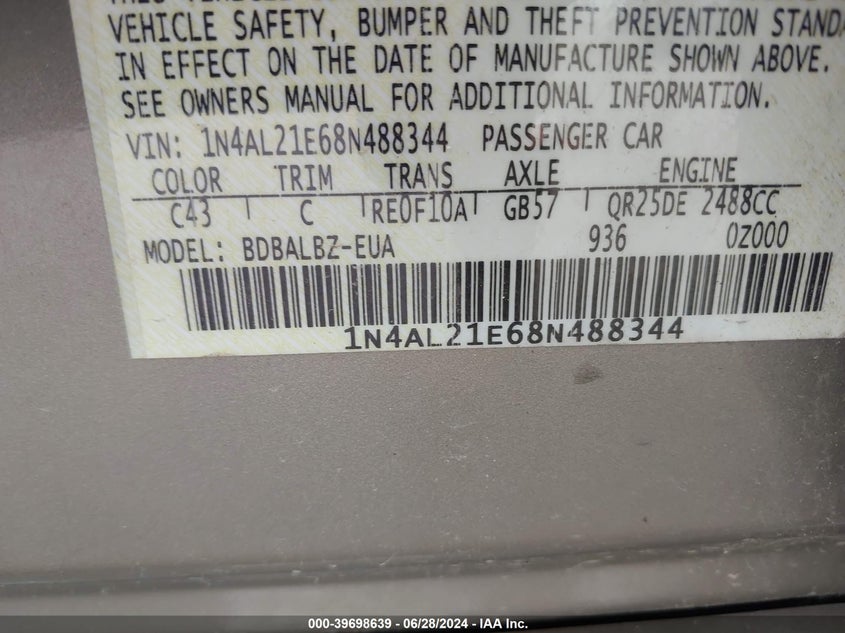 VEHICLE SAFETY, BUMPER AND THEFT PREVENTION
IN EFFECT ON THE DATE OF MANUFACTURE SHOWN ABOVE.
SEE OWNERS MANUAL FOR ADDITIONAL INFORMATION.
VIN: 1N4AL21E68N488344 PASSENGER CAR
COLOR TRIM TRANS AXLE ENGINE
C43 C RE0F10A GB57 QR25DE 2488CC
MODEL: BDBALBZ-EUA 936 0Z000
1N4AL21E68N488344
000-39698639 / 06/28/2024 - IAA Inc.